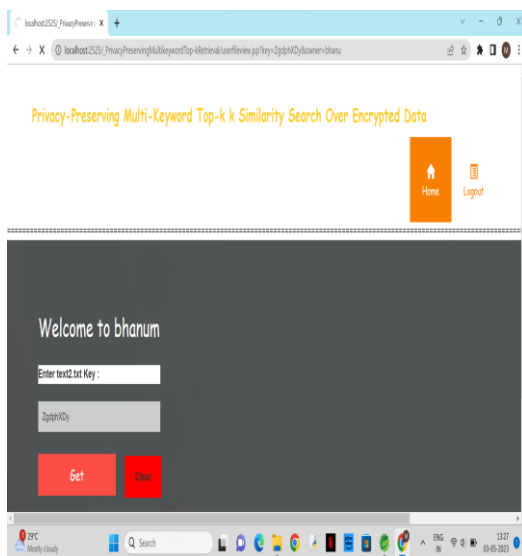 localhost:2525/_PrivacyPreservin
localhost:2525/_PrivacyPreservingMultikeywordTop-kRetrieval/userfileview.jsp?key=ZgdphXDy&owner=bhanu
M
Privacy-Preserving Multi-Keyword Top-k k Similarity Search Over Encrypted Data
Home
Logout
Welcome to bhanum
Enter text2.txt Key :
ZgdphXDy
Get
Clear
29°C
Mostly cloudy
Search
ENG
IN
13:27
03-05-2023